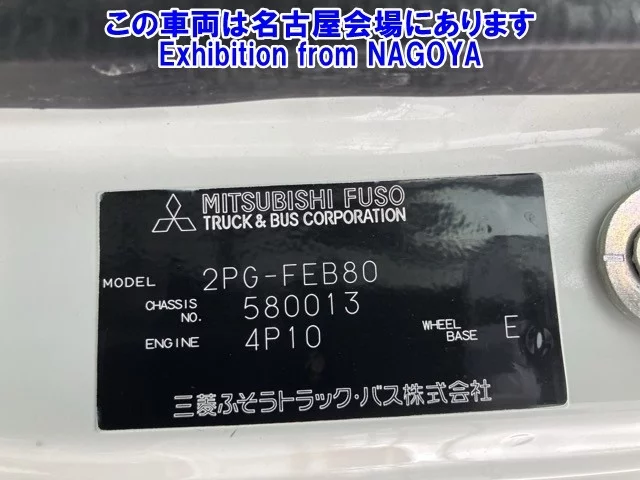 この車両は名古屋会場にあります
Exhibition from NAGOYA
MITSUBISHI FUSO
TRUCK & BUS CORPORATION
MODEL 2PG-FEB80
CHASSIS NO. 580013
ENGINE 4P10
WHEEL BASE E
三菱ふそうトラック・バス株式会社